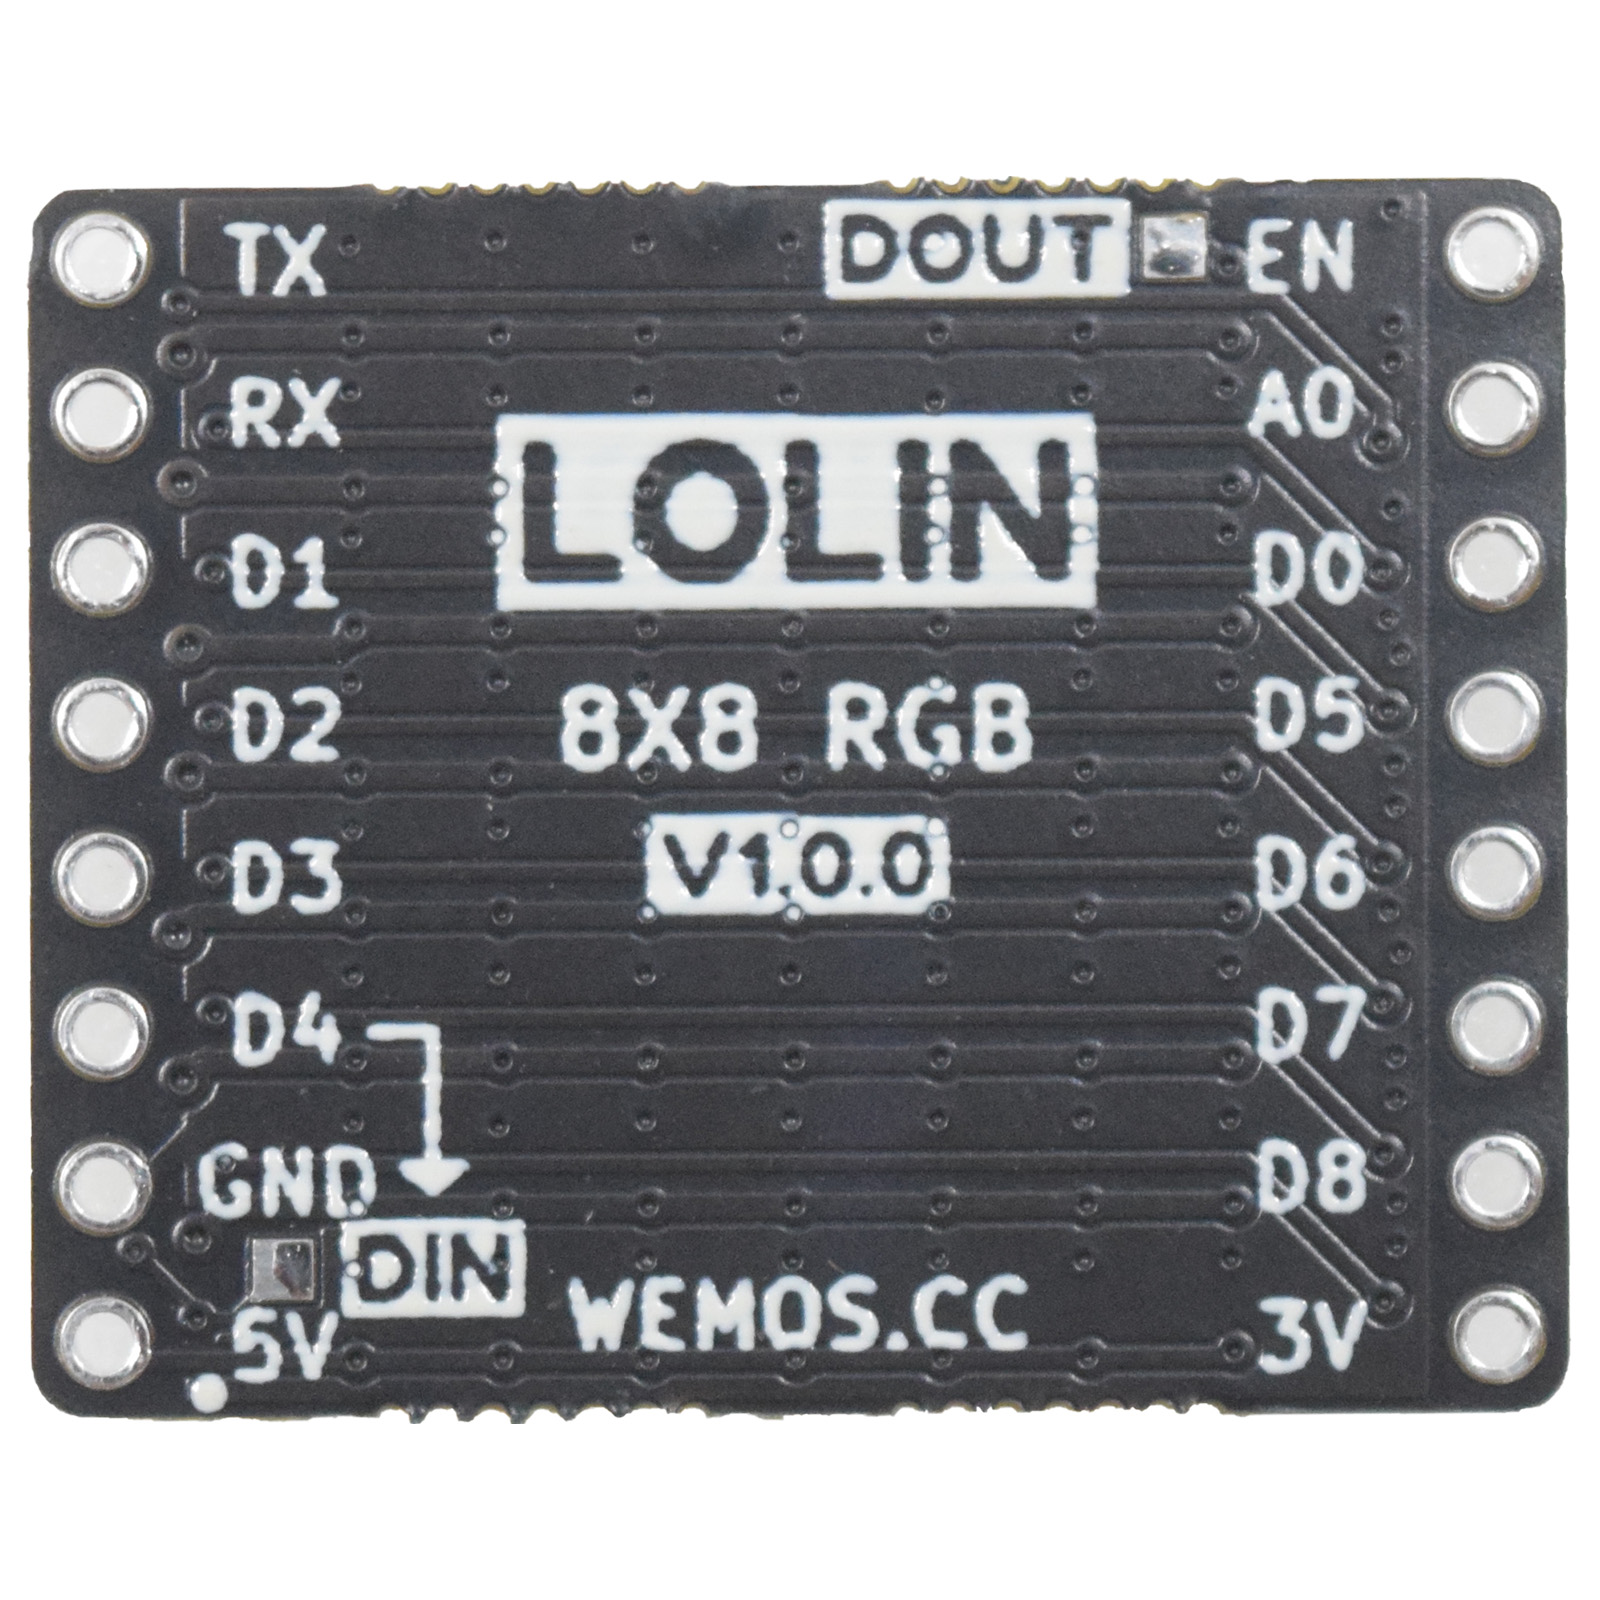 TX DOUT EN
RX A0
LOLIN
D1 D0
D2 8X8 RGB D5
D3 V1.0.0 D6
D4 D7
GND D8
DIN
5V WEMOS.CC 3V